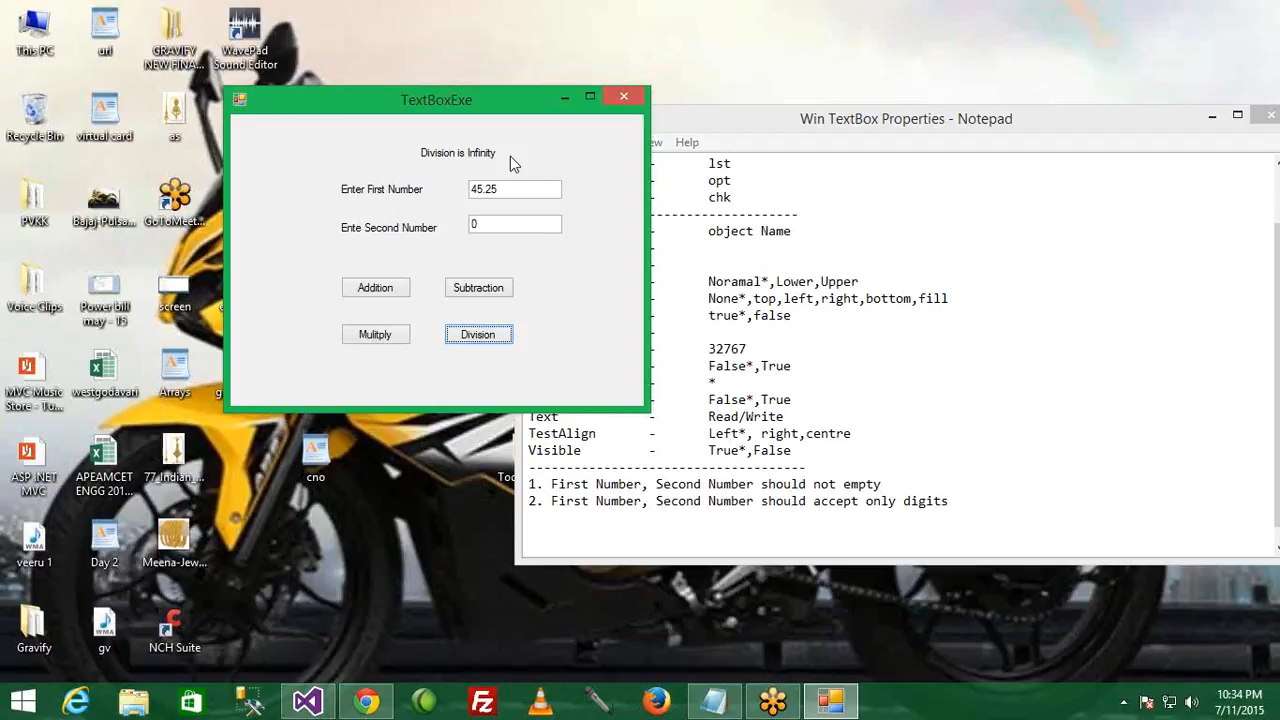 This PC
url
GRAVIFY
NEW FINA...
WavePad
Sound Editor
Recycle Bin
virtual card
as
PVKK
Bajaj-Pulsa...
GoToMeet...
Voice Clips
Power bill
may - 15
screen
MVC Music
Store - Tu...
westgodavari
Arrays
ASP .NET
MVC
APEAMCET
ENGG 201...
77_Indian_...
cno
veeru 1
Day 2
Meena-Jew...
Gravify
gv
NCH Suite
TextBoxExe
Division is Infinity
Enter First Number
45.25
Ente Second Number
0
Addition
Subtraction
Mulitply
Division
Win TextBox Properties - Notepad
Help
lst
opt
chk
object Name
Noramal*,Lower,Upper
None*,top,left,right,bottom,fill
true*,false
32767
False*,True
*
False*,True
Text - Read/Write
TestAlign - Left*, right,centre
Visible - True*,False
1. First Number, Second Number should not empty
2. First Number, Second Number should accept only digits
10:34 PM
7/11/2015